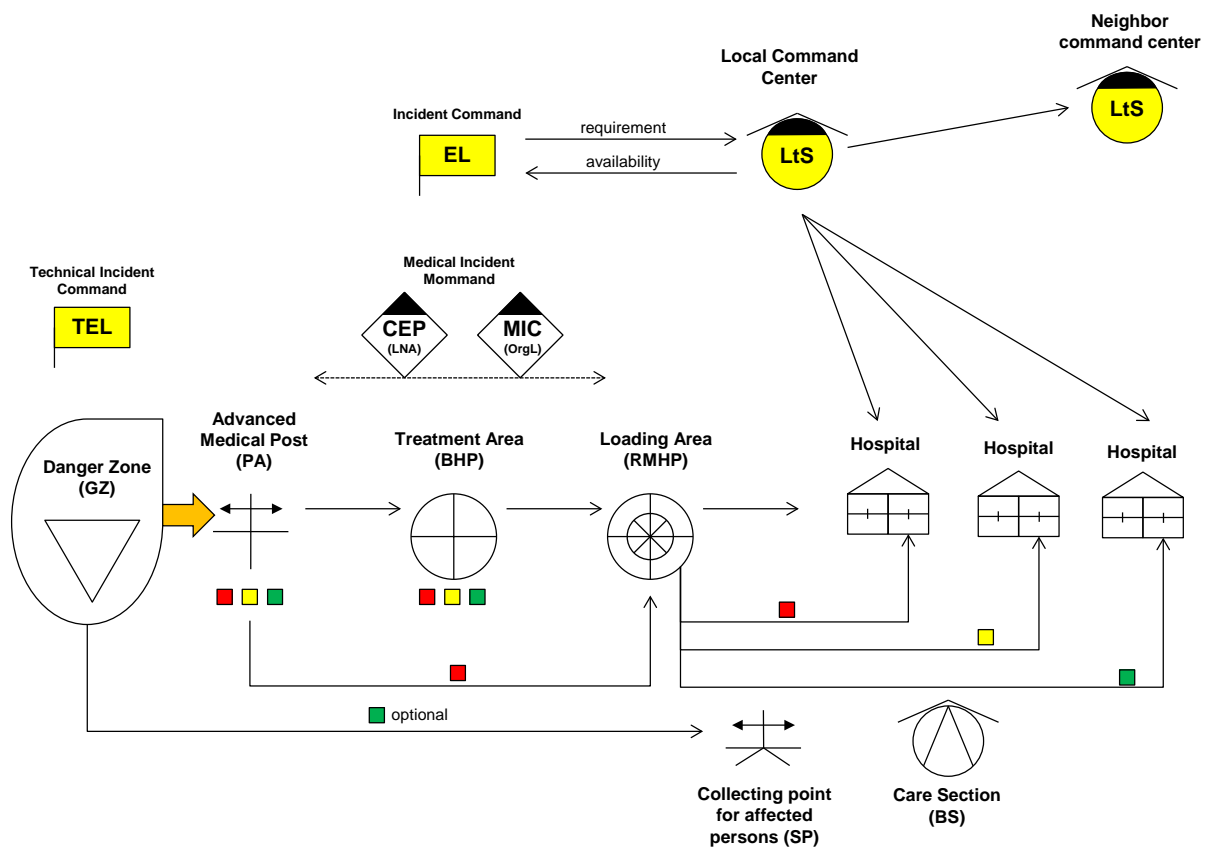 Neighbor
command center
LtS
Local Command
Center
LtS
Incident Command
EL
requirement
availability
Technical Incident
Command
TEL
Medical Incident
Mommand
CEP
(LNA)
MIC
(OrgL)
Danger Zone
(GZ)
Advanced
Medical Post
(PA)
Treatment Area
(BHP)
Loading Area
(RMHP)
Hospital
Hospital
Hospital
optional
Collecting point
for affected
persons (SP)
Care Section
(BS)